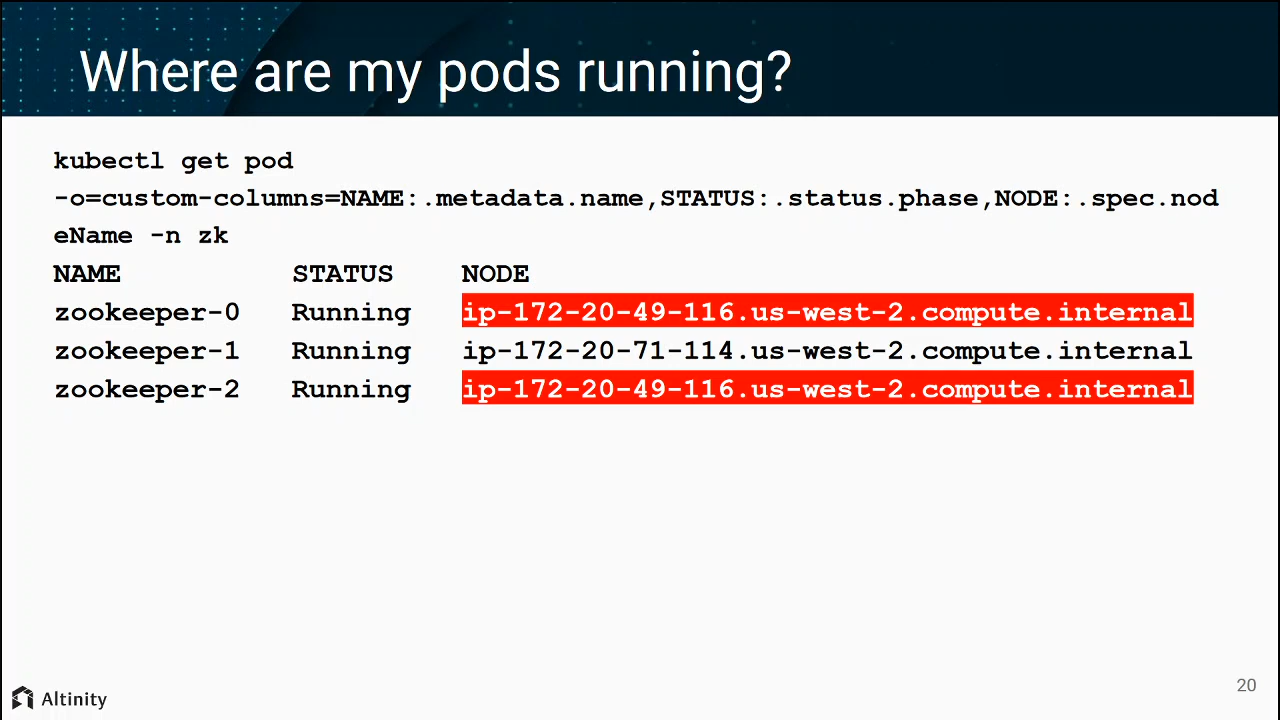 Where are my pods running?
kubectl get pod
-o=custom-columns=NAME:.metadata.name,STATUS:.status.phase,NODE:.spec.nod
eName -n zk
NAME STATUS NODE
zookeeper-0 Running ip-172-20-49-116.us-west-2.compute.internal
zookeeper-1 Running ip-172-20-71-114.us-west-2.compute.internal
zookeeper-2 Running ip-172-20-49-116.us-west-2.compute.internal
Altinity
20